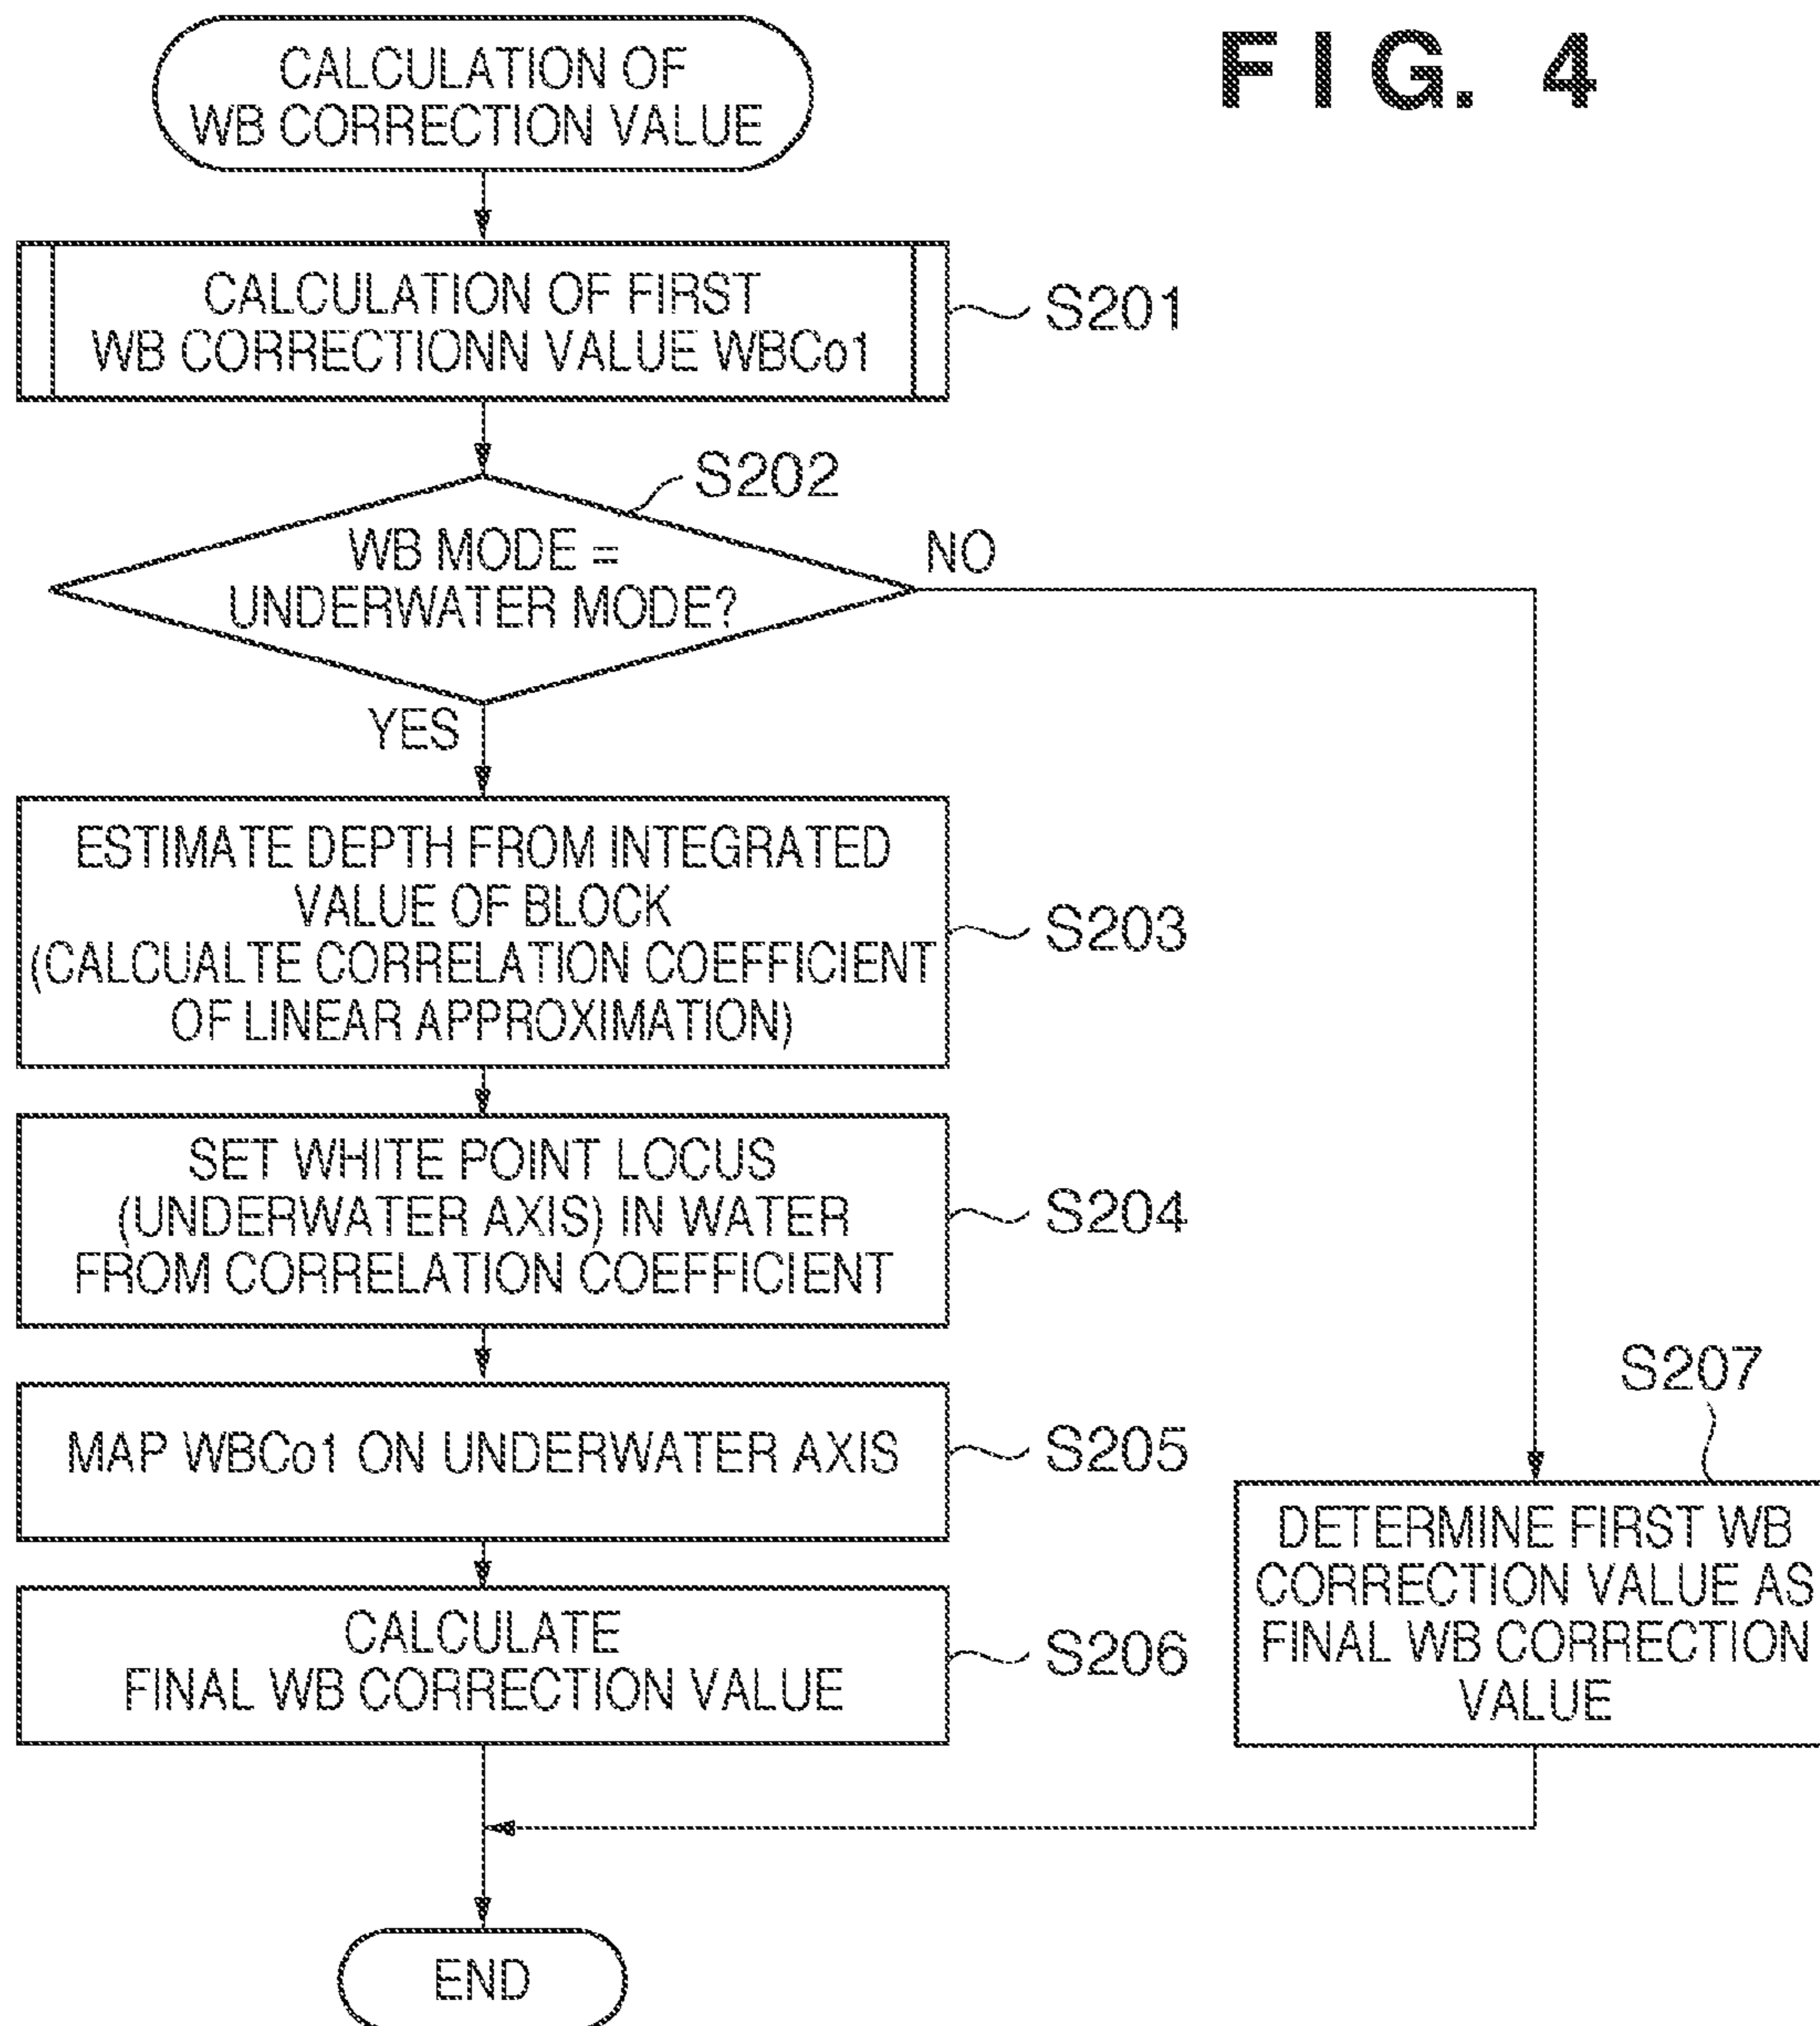 FIG. 4
CALCULATION OF
WB CORRECTION VALUE
CALCULATION OF FIRST
WB CORRECTIONN VALUE WBCo1
S201
S202
WB MODE =
UNDERWATER MODE?
NO
YES
ESTIMATE DEPTH FROM INTEGRATED
VALUE OF BLOCK
(CALCUALTE CORRELATION COEFFICIENT
OF LINEAR APPROXIMATION)
S203
SET WHITE POINT LOCUS
(UNDERWATER AXIS) IN WATER
FROM CORRELATION COEFFICIENT
S204
MAP WBCo1 ON UNDERWATER AXIS
S205
CALCULATE
FINAL WB CORRECTION VALUE
S206
S207
DETERMINE FIRST WB
CORRECTION VALUE AS
FINAL WB CORRECTION
VALUE
END